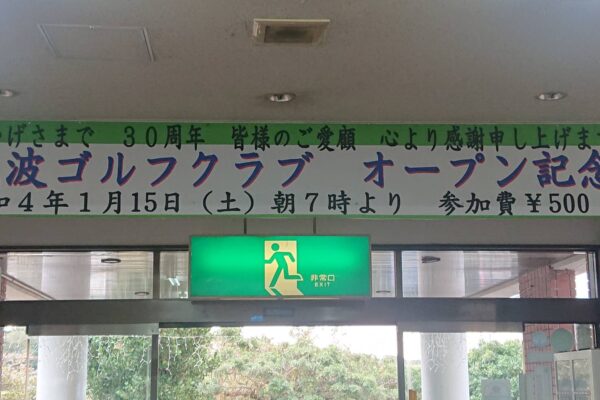 げさまで 30周年 皆様のご愛顧 心より感謝申し上げま
波ゴルフクラブ オープン記念
4年1月15日(土)朝7時より 参加費¥500
非常口
EXIT